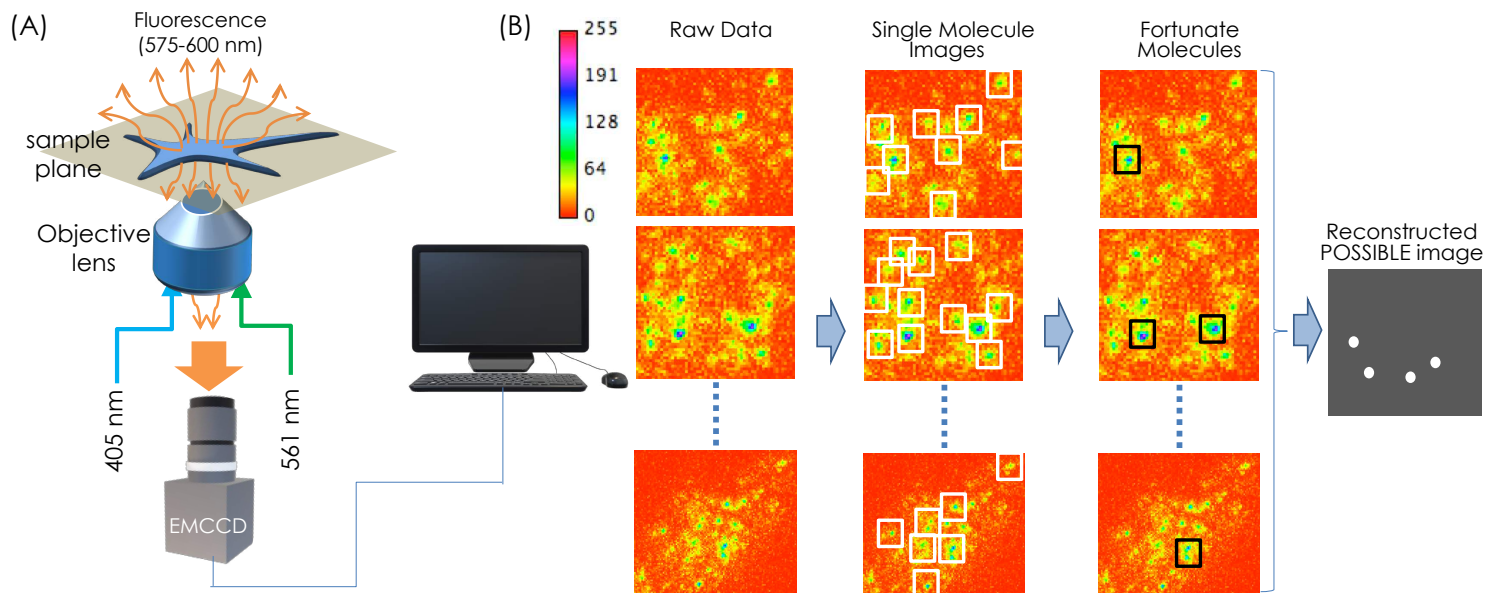 (A)
Fluorescence
(575-600 nm)
sample
plane
Objective
lens
405 nm
561 nm
EMCCD
(B)
255
191
128
64
0
Raw Data
Single Molecule
Images
Fortunate
Molecules
Reconstructed
POSSIBLE image